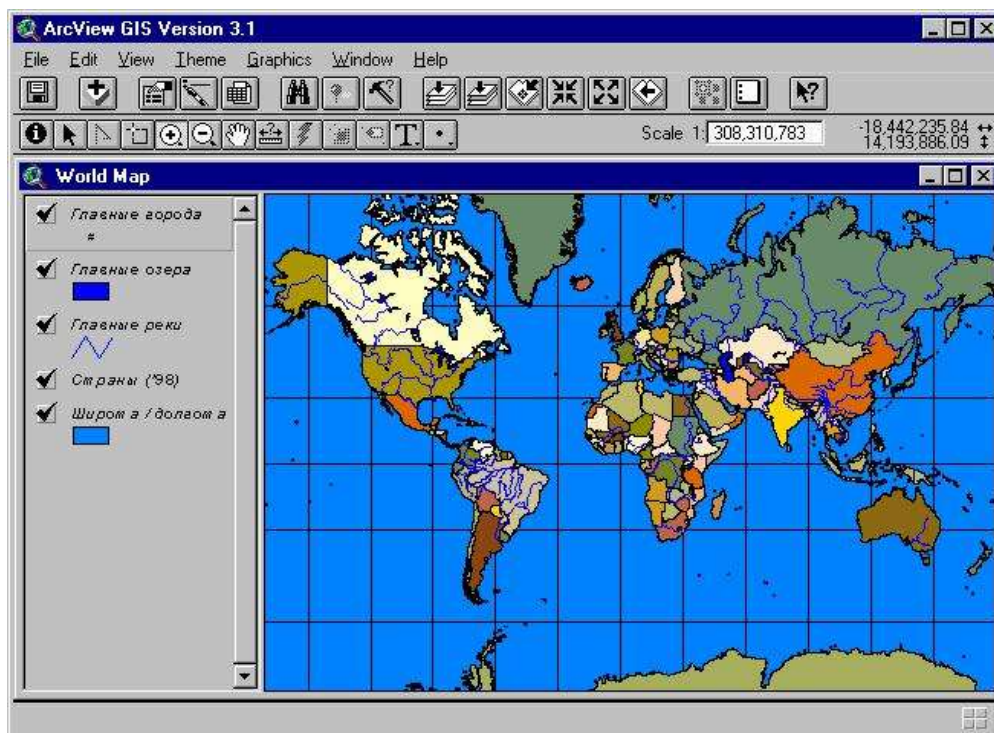 ArcView GIS Version 3.1
File Edit View Theme Graphics Window Help
Scale 1: 308,310,783
-18,442,235.84
14,193,886.09
World Map
Главные города
Главные озера
Главные реки
Страны ('98)
Широта / долгота